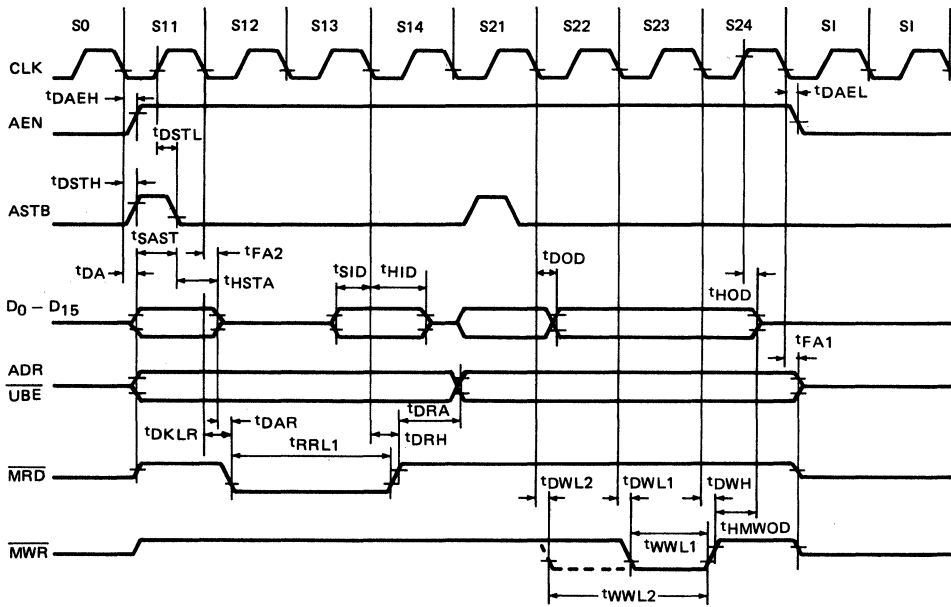 S0 S11 S12 S13 S14 S21 S22 S23 S24 SI SI
CLK
tDAEH
tDAEL
AEN
tDSTL
tDSTH
ASTB
tSAST
tFA2
tDA
tHSTA
tSID
tHID
tDOD
tHOD
D0 – D15
tFA1
ADR
UBE
tDRA
tDAR
tDKLR
tRRL1
tDRH
MRD
tDWL2
tDWL1
tDWH
tHMWOD
tWWL1
MWR
tWWL2